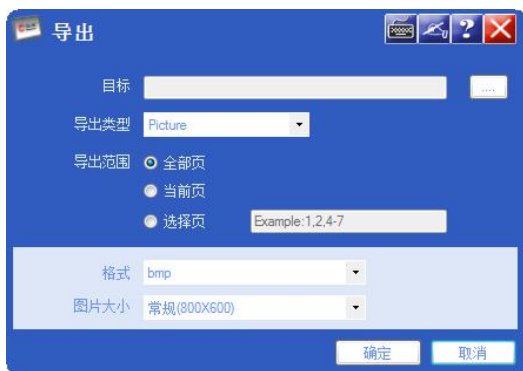 导出
目标
....
导出类型 Picture
导出范围 全部页
当前页
选择页 Example:1,2,4-7
格式 bmp
图片大小 常规(800X600)
确定 取消